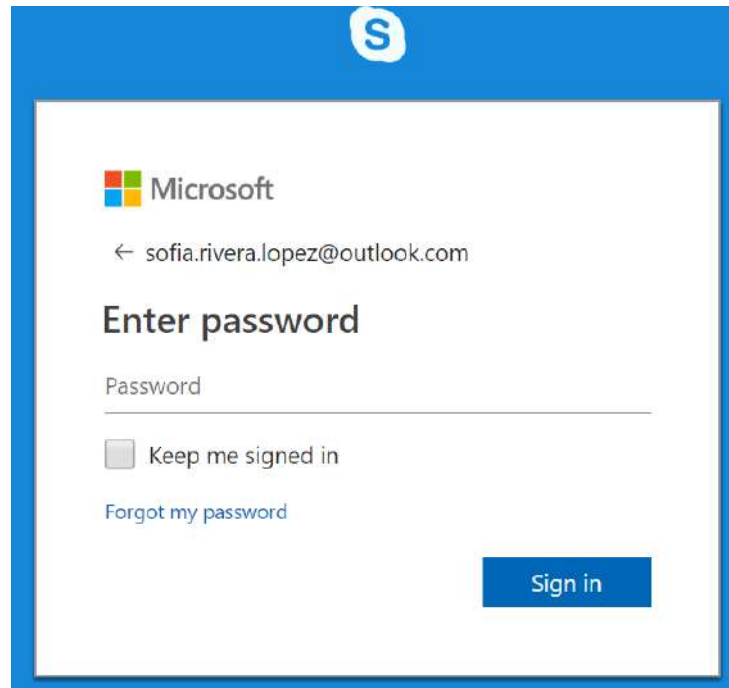 S
Microsoft
← sofia.rivera.lopez@outlook.com
Enter password
Password
Keep me signed in
Forgot my password
Sign in